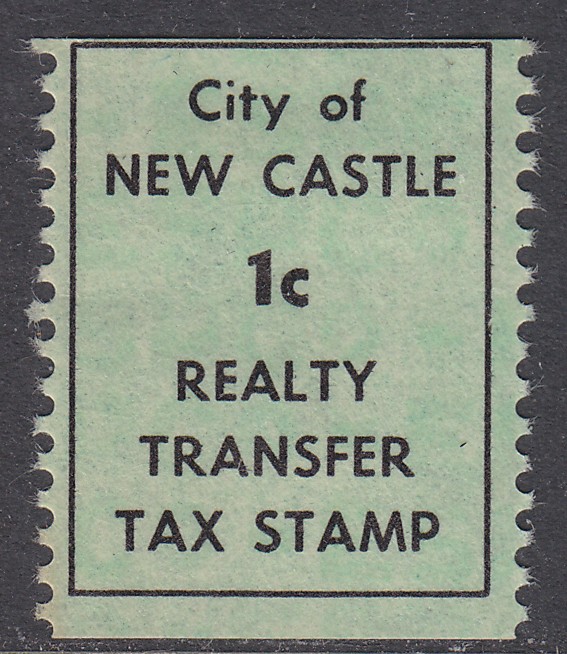 City of
NEW CASTLE
1c
REALTY
TRANSFER
TAX STAMP